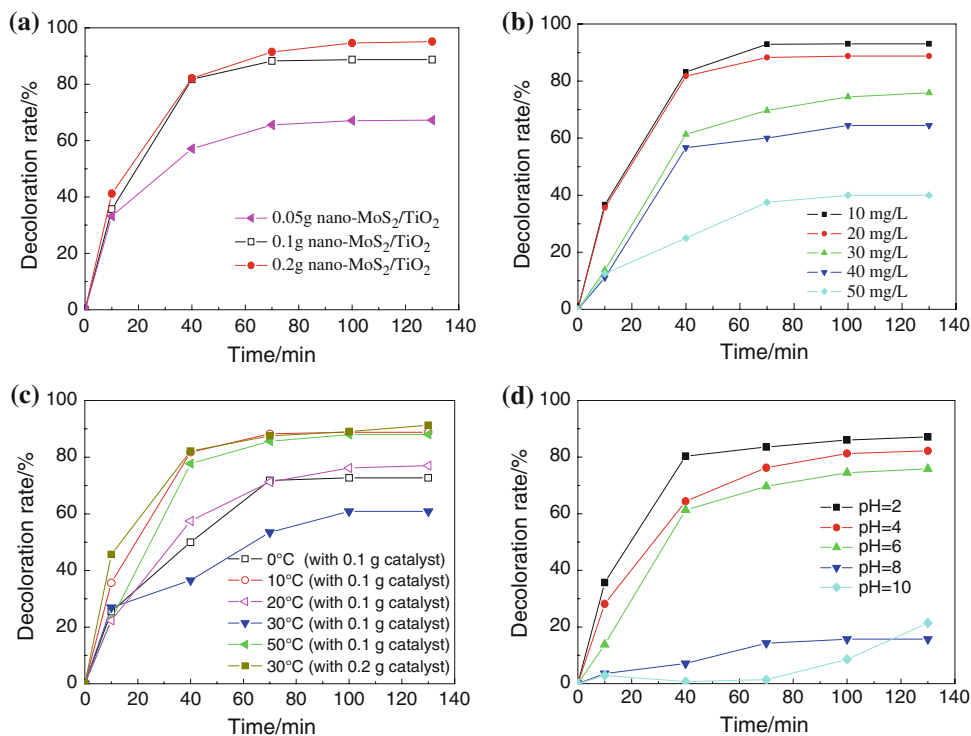 (a)
100
80
60
40
20
0
Decoloration rate/%
0.05g nano-MoS2/TiO2
0.1g nano-MoS2/TiO2
0.2g nano-MoS2/TiO2
0 20 40 60 80 100 120 140
Time/min
(b)
100
80
60
40
20
0
Decoloration rate/%
10 mg/L
20 mg/L
30 mg/L
40 mg/L
50 mg/L
0 20 40 60 80 100 120 140
Time/min
(c)
100
80
60
40
20
0
Decoloration rate/%
0°C (with 0.1 g catalyst)
10°C (with 0.1 g catalyst)
20°C (with 0.1 g catalyst)
30°C (with 0.1 g catalyst)
50°C (with 0.1 g catalyst)
30°C (with 0.2 g catalyst)
0 20 40 60 80 100 120 140
Time/min
(d)
100
80
60
40
20
0
Decoloration rate/%
pH=2
pH=4
pH=6
pH=8
pH=10
0 20 40 60 80 100 120 140
Time/min